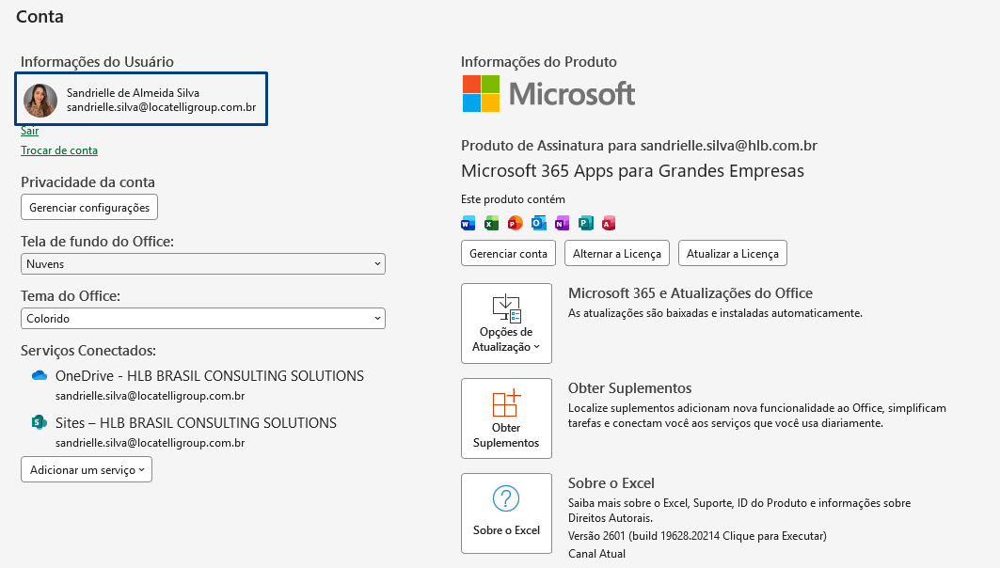 Conta
Informações do Usuário
Sandrielle de Almeida Silva
sandrielle.silva@locatelligroup.com.br
Sair
Trocar de conta
Privacidade da conta
Gerenciar configurações
Tela de fundo do Office:
Nuvens
Tema do Office:
Colorido
Serviços Conectados:
OneDrive - HLB BRASIL CONSULTING SOLUTIONS
sandrielle.silva@locatelligroup.com.br
Sites – HLB BRASIL CONSULTING SOLUTIONS
sandrielle.silva@locatelligroup.com.br
Adicionar um serviço
Informações do Produto
Microsoft
Produto de Assinatura para sandrielle.silva@hlb.com.br
Microsoft 365 Apps para Grandes Empresas
Este produto contém
Gerenciar conta
Alternar a Licença
Atualizar a Licença
Opções de
Atualização
Microsoft 365 e Atualizações do Office
As atualizações são baixadas e instaladas automaticamente.
Obter
Suplementos
Obter Suplementos
Localize suplementos adicionam nova funcionalidade ao Office, simplificam
tarefas e conectam você aos serviços que você usa diariamente.
Sobre o Excel
Sobre o Excel
Saiba mais sobre o Excel, Suporte, ID do Produto e informações sobre
Direitos Autorais.
Versão 2601 (build 19628.20214 Clique para Executar)
Canal Atual